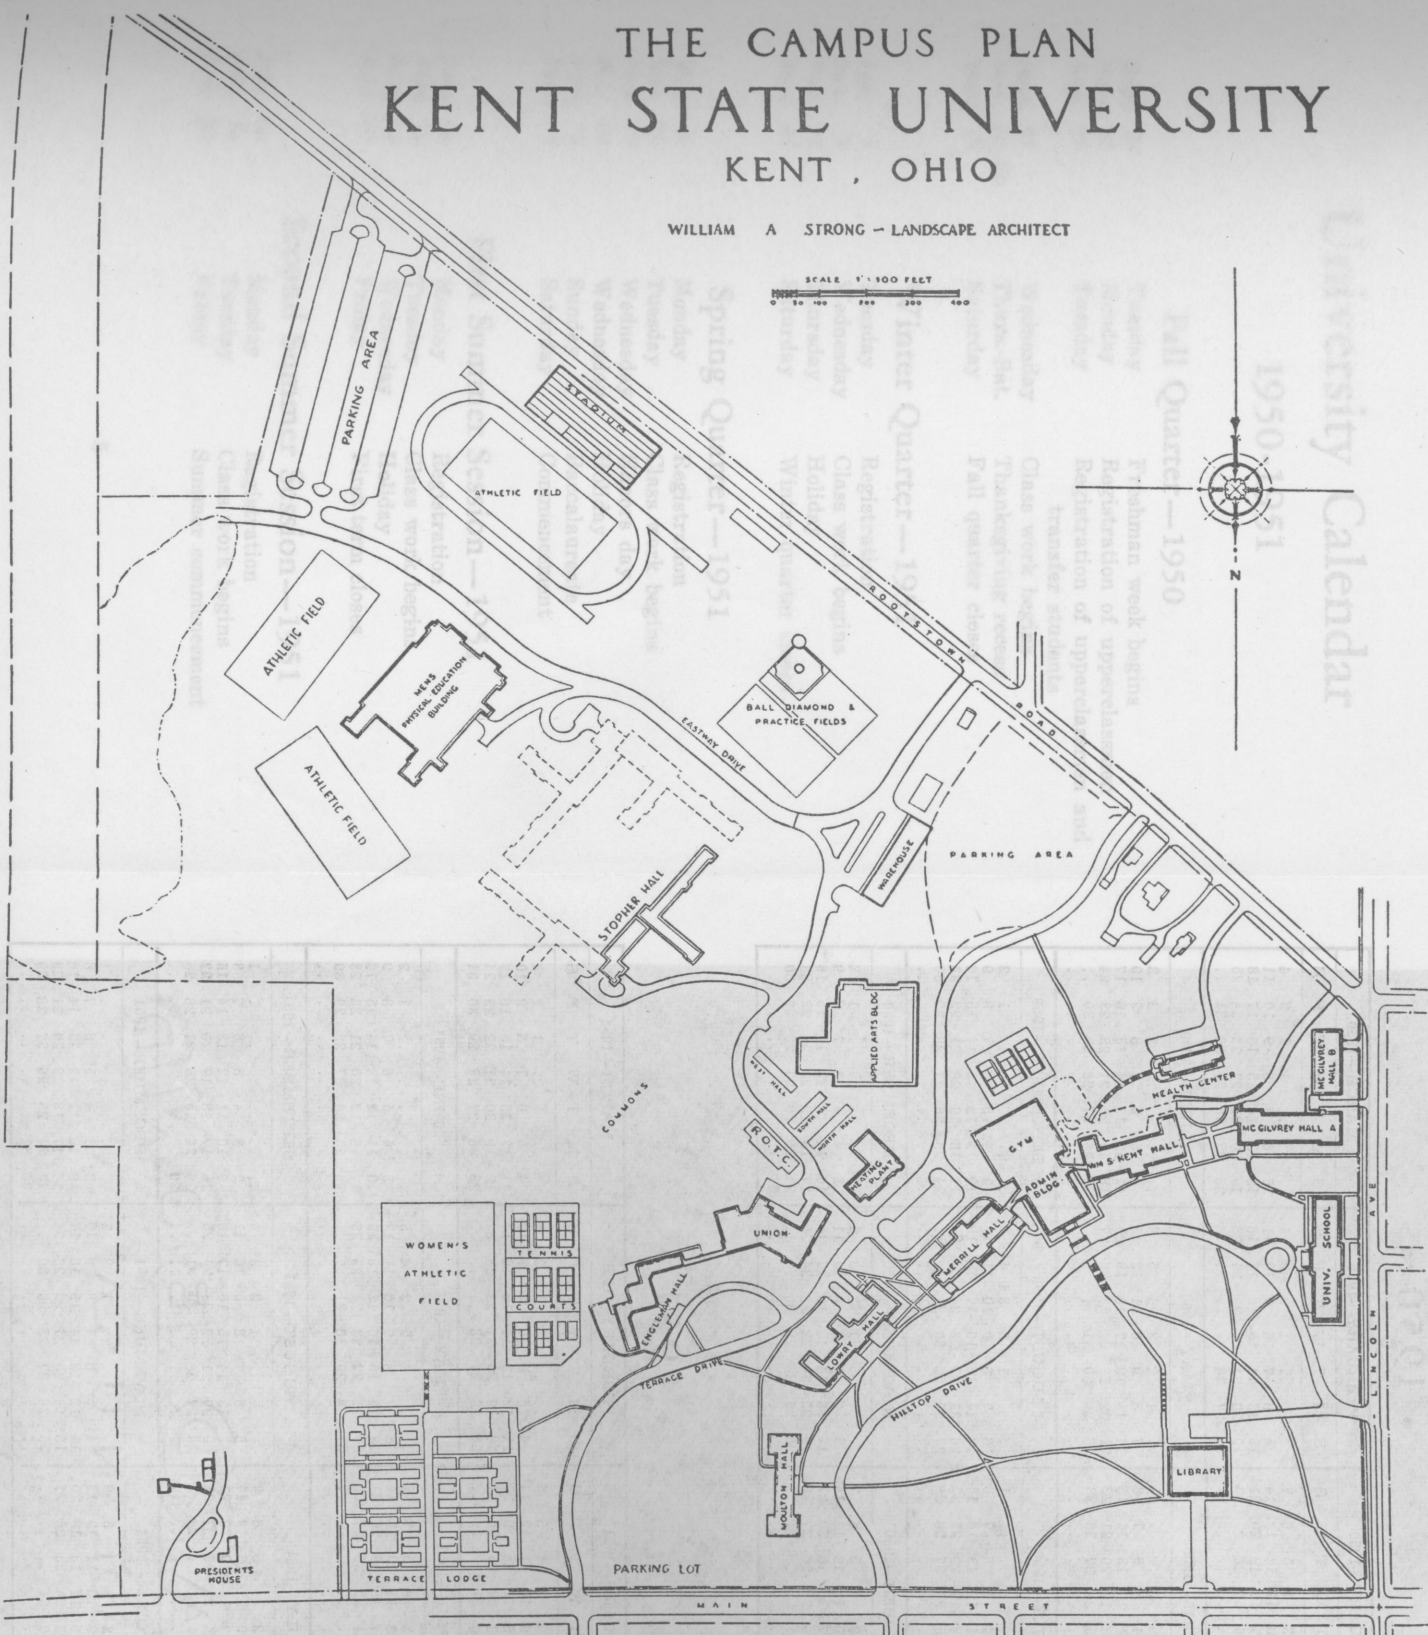 THE CAMPUS PLAN
KENT STATE UNIVERSITY
KENT, OHIO
WILLIAM A STRONG - LANDSCAPE ARCHITECT
SCALE 1"=100 FEET
0 50 100 200 300 400
N
PARKING AREA
STADIUM
ATHLETIC FIELD
ROOTSTOWN ROAD
ATHLETIC FIELD
MENS
PHYSICAL EDUCATION
BUILDING
ATHLETIC FIELD
BALL DIAMOND &
PRACTICE FIELDS
EASTWAY DRIVE
WAREHOUSE
PARKING AREA
STOPHER HALL
APPLIED ARTS BLDG
WEST HALL
SOUTH HALL
NORTH HALL
COMMONS
R.O.T.C.
HEATING
PLANT
GYM
ADMIN
BLDG.
HEALTH CENTER
WM S. KENT HALL
MC GILVREY
HALL B
MC GILVREY HALL A
UNIV. SCHOOL
LINCOLN AVE
WOMEN'S
ATHLETIC
FIELD
TENNIS
COURTS
UNION
ENGLEMAN HALL
MERRILL HALL
LOWRY HALL
TERRACE DRIVE
HILLTOP DRIVE
MOULTON HALL
LIBRARY
PRESIDENTS
HOUSE
TERRACE LODGE
PARKING LOT
MAIN STREET
University Calendar
1950-1951
Fall Quarter—1950
Spring Quarter—1951